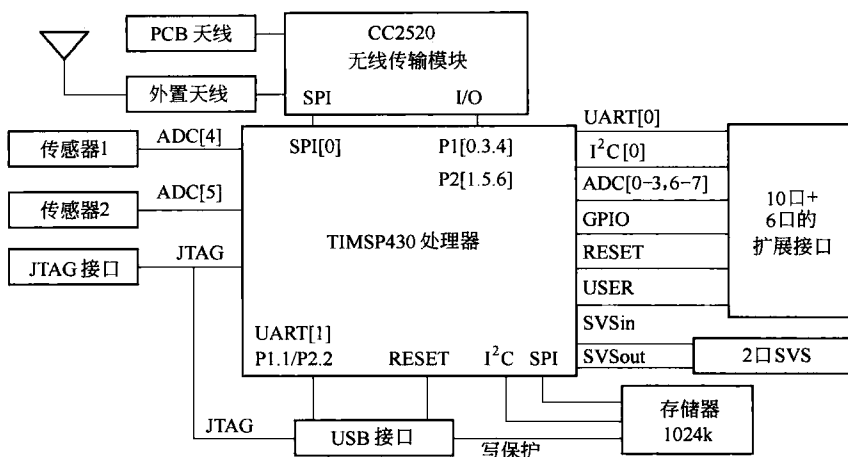 PCB 天线
CC2520
无线传输模块
外置天线
SPI
I/O
UART[0]
传感器1
ADC[4]
SPI[0]
P1[0.3.4]
I²C[0]
P2[1.5.6]
ADC[0-3,6-7]
10口+
6口的
扩展接口
传感器2
ADC[5]
GPIO
TIMSP430 处理器
JTAG 接口
JTAG
RESET
USER
UART[1]
SVSin
P1.1/P2.2
RESET
I²C
SPI
SVSout
2口SVS
JTAG
USB 接口
写保护
存储器
1024k